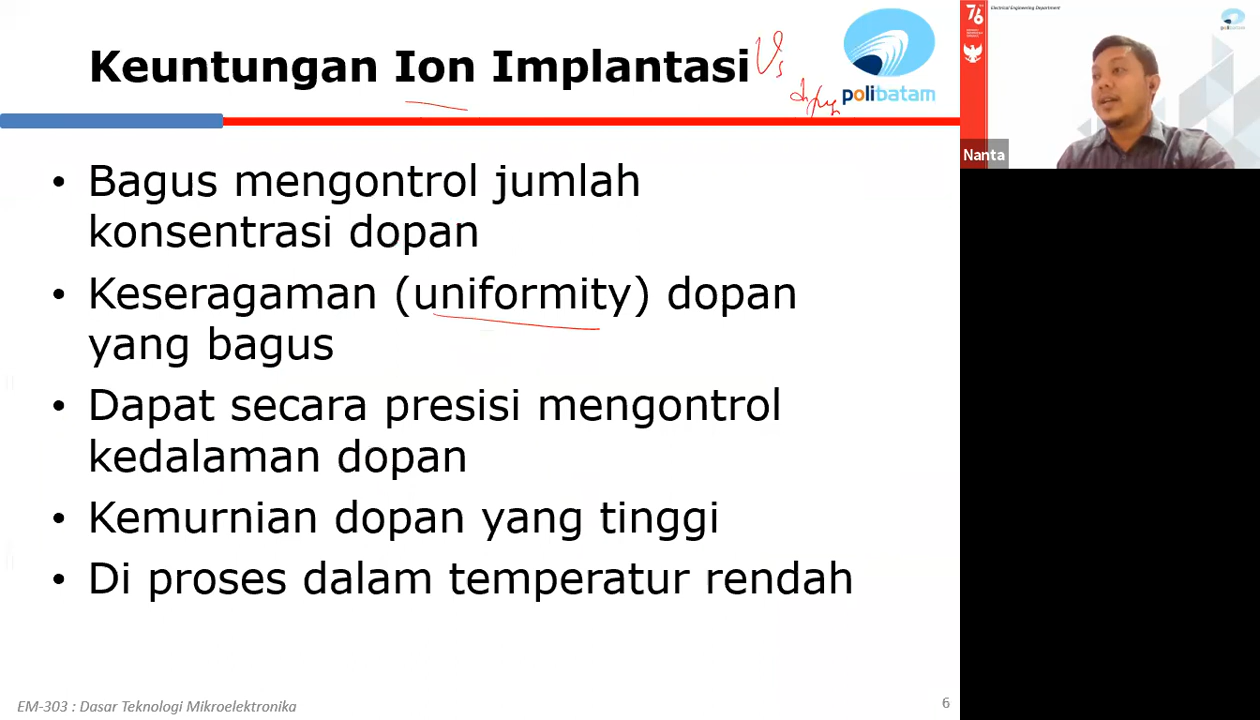 Keuntungan Ion Implantasi Vs
polibatam
Bagus mengontrol jumlah
konsentrasi dopan
Keseragaman (uniformity) dopan
yang bagus
Dapat secara presisi mengontrol
kedalaman dopan
Kemurnian dopan yang tinggi
Di proses dalam temperatur rendah
EM-303 : Dasar Teknologi Mikroelektronika
6
76
Electrical Engineering Department
Nanta